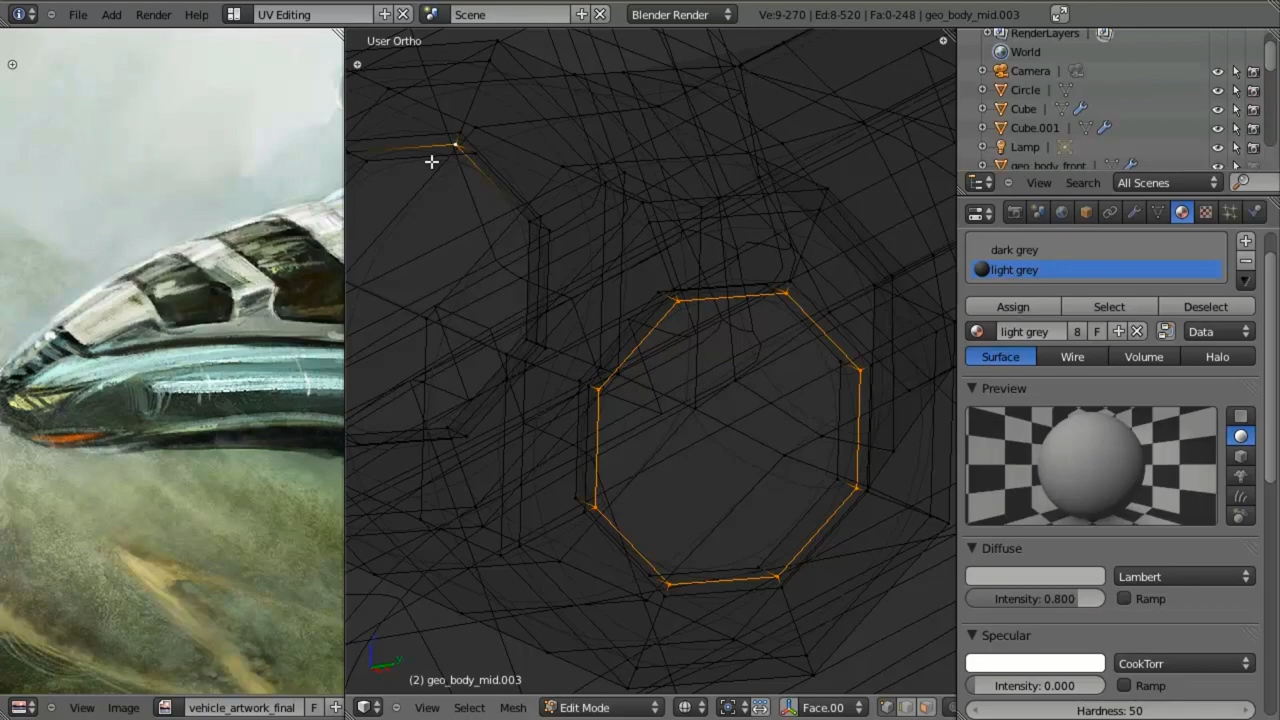 File Add Render Help UV Editing Scene Blender Render Ve:9-270 | Ed:8-520 | Fa:0-248 | geo_body_mid.003
User Ortho
RenderLayers
World
Camera
Circle
Cube
Cube.001
Lamp
geo_body_front
View Search All Scenes
dark grey
light grey
Assign Select Deselect
light grey 8 F Data
Surface Wire Volume Halo
Preview
Diffuse
Lambert
Intensity: 0.800 Ramp
Specular
CookTorr
Intensity: 0.000 Ramp
Hardness: 50
y
(2) geo_body_mid.003
View Image vehicle_artwork_final F View Select Mesh Edit Mode Face.00